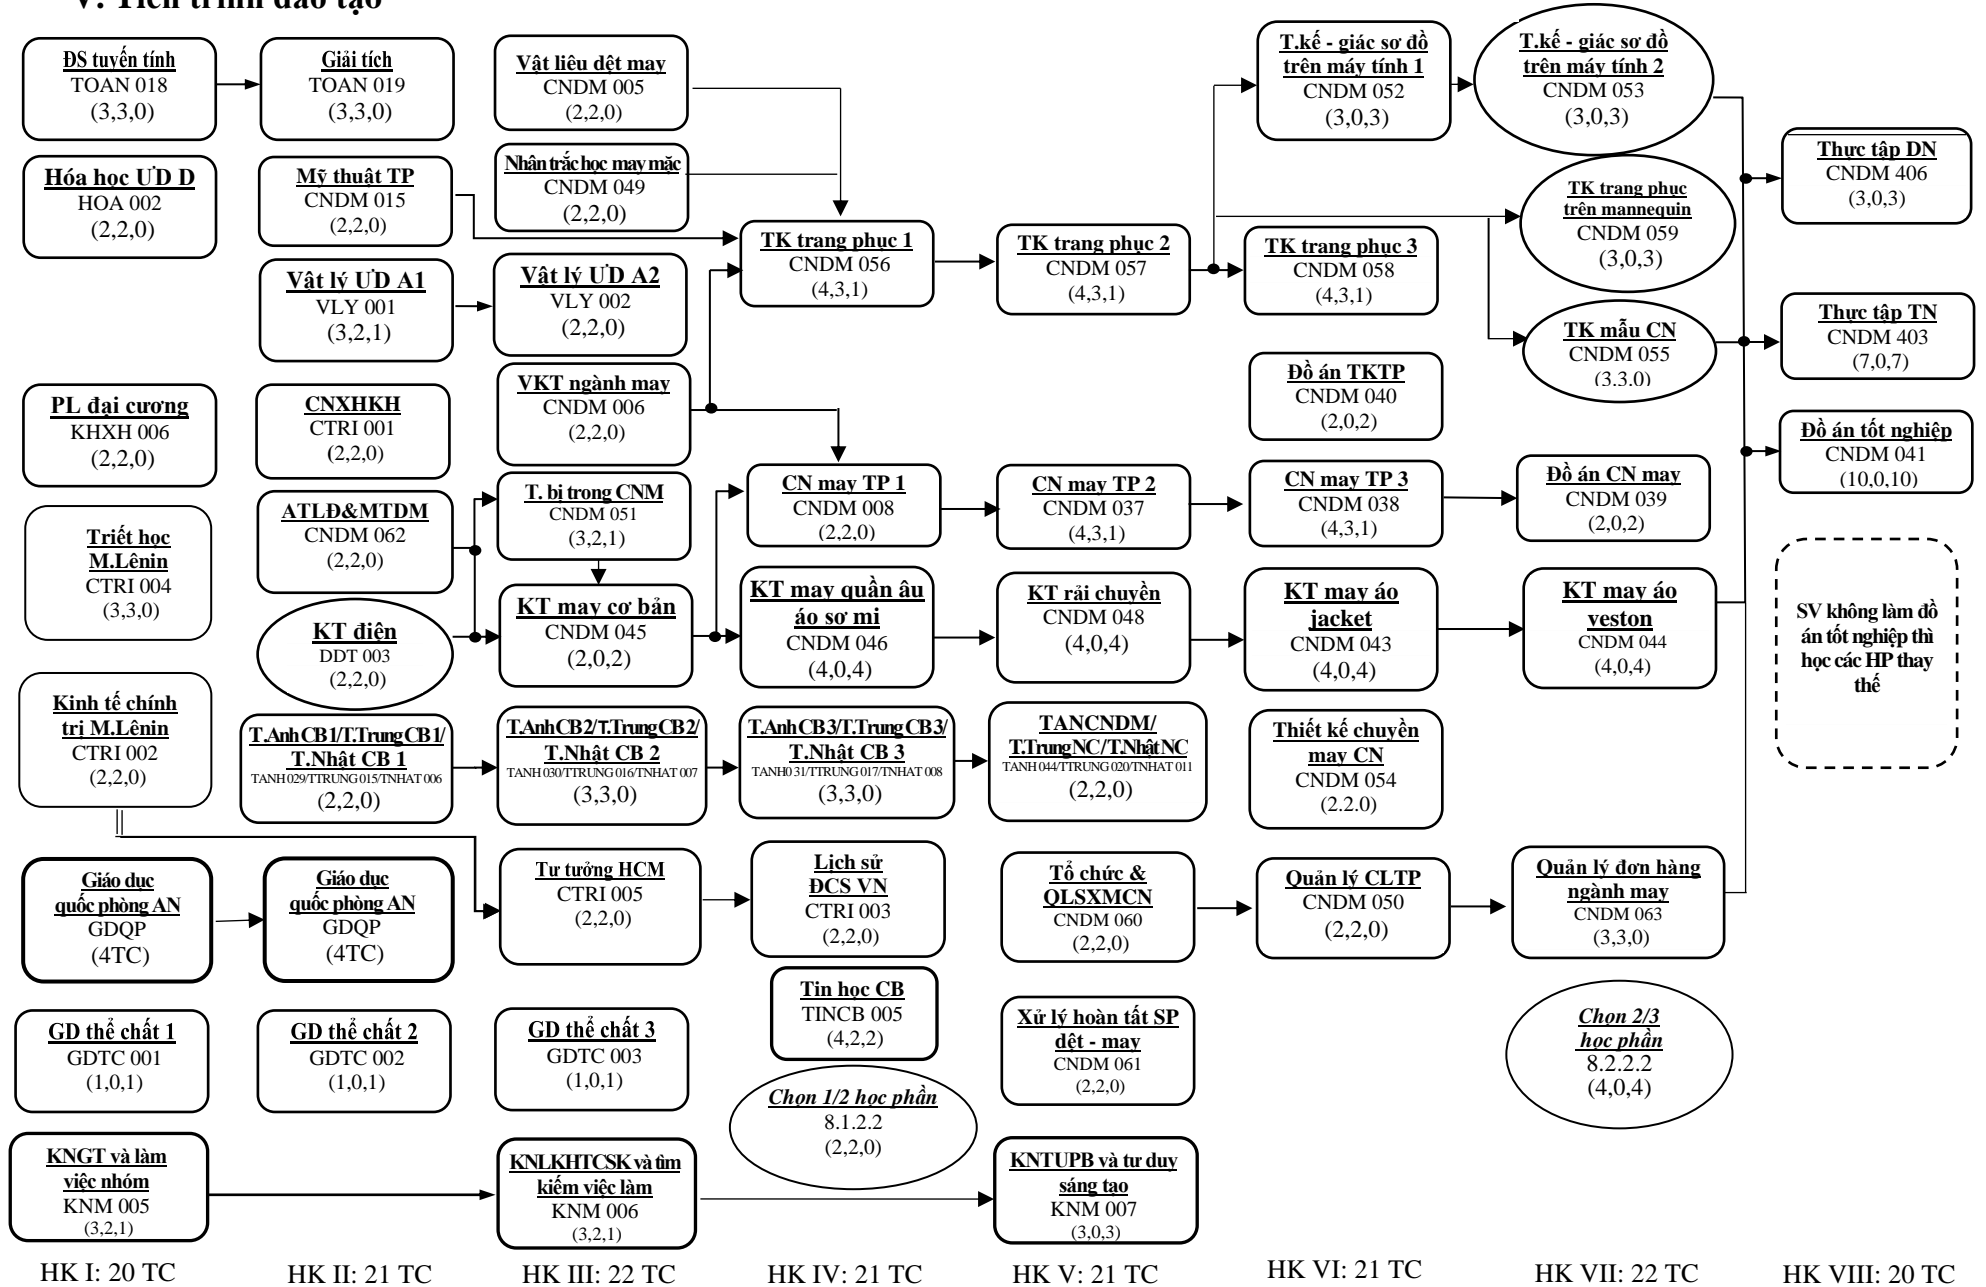 V. Tiến trình đào tạo
ĐS tuyến tính
TOAN 018
(3,3,0)
Hóa học ƯD D
HOA 002
(2,2,0)
PL đại cương
KHXH 006
(2,2,0)
Triết học
M.Lênin
CTRI 004
(3,3,0)
Kinh tế chính
trị M.Lênin
CTRI 002
(2,2,0)
Giáo dục
quốc phòng AN
GDQP
(4TC)
GD thể chất 1
GDTC 001
(1,0,1)
KNGT và làm
việc nhóm
KNM 005
(3,2,1)
HK I: 20 TC
Giải tích
TOAN 019
(3,3,0)
Mỹ thuật TP
CNDM 015
(2,2,0)
Vật lý ƯD A1
VLY 001
(3,2,1)
CNXHKH
CTRI 001
(2,2,0)
ATLĐ&MTDM
CNDM 062
(2,2,0)
KT điện
DDT 003
(2,2,0)
T.Anh CB1/T.Trung CB1/
T.Nhật CB 1
TANH 029/TTRUNG 015/TNHAT 006
(2,2,0)
Giáo dục
quốc phòng AN
GDQP
(4TC)
GD thể chất 2
GDTC 002
(1,0,1)
HK II: 21 TC
Vật liêu dệt may
CNDM 005
(2,2,0)
Nhân trắc học may mặc
CNDM 049
(2,2,0)
Vật lý ƯD A2
VLY 002
(2,2,0)
VKT ngành may
CNDM 006
(2,2,0)
T. bị trong CNM
CNDM 051
(3,2,1)
KT may cơ bản
CNDM 045
(2,0,2)
T.Anh CB2/T.Trung CB2/
T.Nhật CB 2
TANH 030/TTRUNG 016/TNHAT 007
(3,3,0)
Tư tưởng HCM
CTRI 005
(2,2,0)
GD thể chất 3
GDTC 003
(1,0,1)
KNLKHTCSK và tìm
kiếm việc làm
KNM 006
(3,2,1)
HK III: 22 TC
TK trang phục 1
CNDM 056
(4,3,1)
CN may TP 1
CNDM 008
(2,2,0)
KT may quần âu
áo sơ mi
CNDM 046
(4,0,4)
T.Anh CB3/T.Trung CB3/
T.Nhật CB 3
TANH0 31/TTRUNG 017/TNHAT 008
(3,3,0)
Lịch sử
ĐCS VN
CTRI 003
(2,2,0)
Tin học CB
TINCB 005
(4,2,2)
Chọn 1/2 học phần
8.1.2.2
(2,2,0)
HK IV: 21 TC
TK trang phục 2
CNDM 057
(4,3,1)
CN may TP 2
CNDM 037
(4,3,1)
KT rải chuyền
CNDM 048
(4,0,4)
TANCNDM/
T.Trung NC/T.Nhật NC
TANH 044/TTRUNG 020/TNHAT 011
(2,2,0)
Tổ chức &
QLSXMCN
CNDM 060
(2,2,0)
Xử lý hoàn tất SP
dệt - may
CNDM 061
(2,2,0)
KNTUPB và tư duy
sáng tạo
KNM 007
(3,0,3)
HK V: 21 TC
T.kế - giác sơ đồ
trên máy tính 1
CNDM 052
(3,0,3)
TK trang phục 3
CNDM 058
(4,3,1)
Đồ án TKTP
CNDM 040
(2,0,2)
CN may TP 3
CNDM 038
(4,3,1)
KT may áo
jacket
CNDM 043
(4,0,4)
Thiết kế chuyền
may CN
CNDM 054
(2.2.0)
Quản lý CLTP
CNDM 050
(2,2,0)
HK VI: 21 TC
T.kế - giác sơ đồ
trên máy tính 2
CNDM 053
(3,0,3)
TK trang phục
trên mannequin
CNDM 059
(3,0,3)
TK mẫu CN
CNDM 055
(3.3.0)
Đồ án CN may
CNDM 039
(2,0,2)
KT may áo
veston
CNDM 044
(4,0,4)
Quản lý đơn hàng
ngành may
CNDM 063
(3,3,0)
Chọn 2/3
học phần
8.2.2.2
(4,0,4)
HK VII: 22 TC
Thực tập DN
CNDM 406
(3,0,3)
Thực tập TN
CNDM 403
(7,0,7)
Đồ án tốt nghiệp
CNDM 041
(10,0,10)
SV không làm đồ
án tốt nghiệp thì
học các HP thay
thế
HK VIII: 20 TC